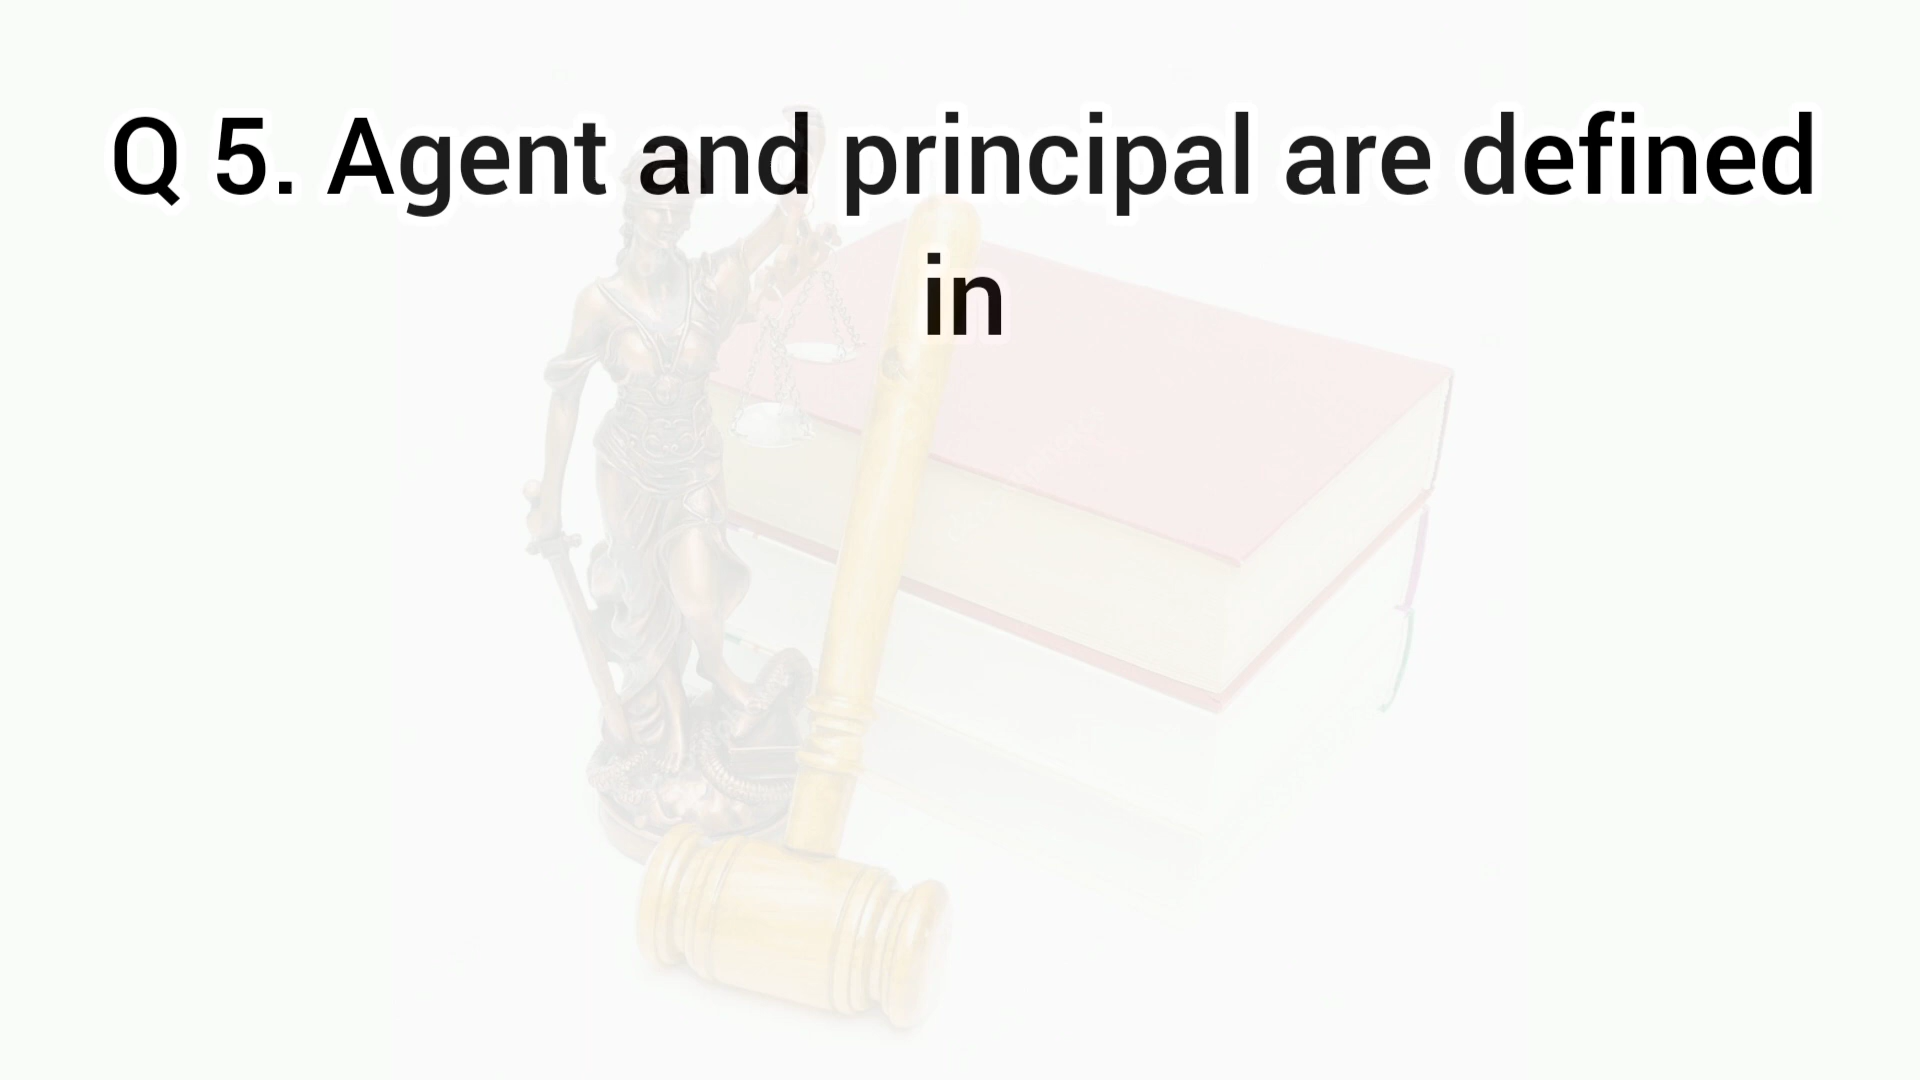 Q 5. Agent and principal are defined
in